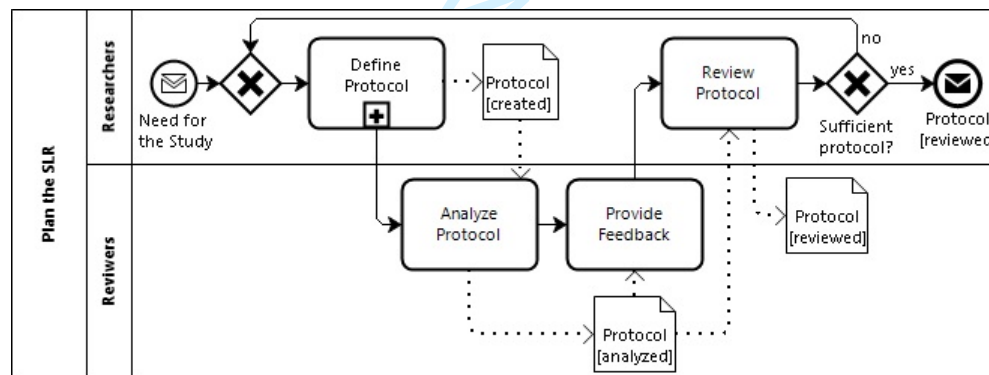 Plan the SLR
Researchers
Need for
the Study
Define
Protocol
Protocol
[created]
Review
Protocol
no
yes
Sufficient
protocol?
Protocol
[reviewed]
Reviwers
Analyze
Protocol
Provide
Feedback
Protocol
[analyzed]
Protocol
[reviewed]